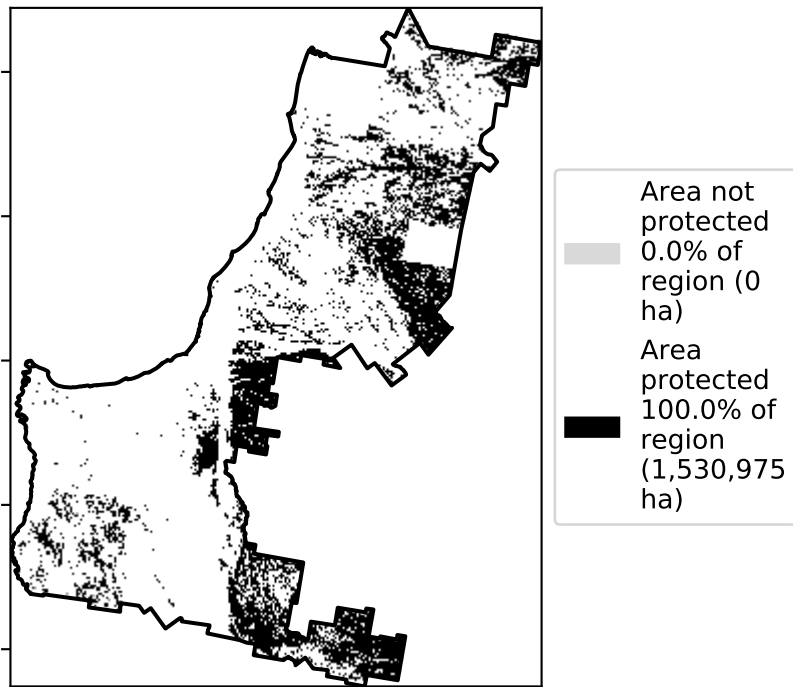 Area not
protected
0.0% of
region (0
ha)
Area
protected
100.0% of
region
(1,530,975
ha)